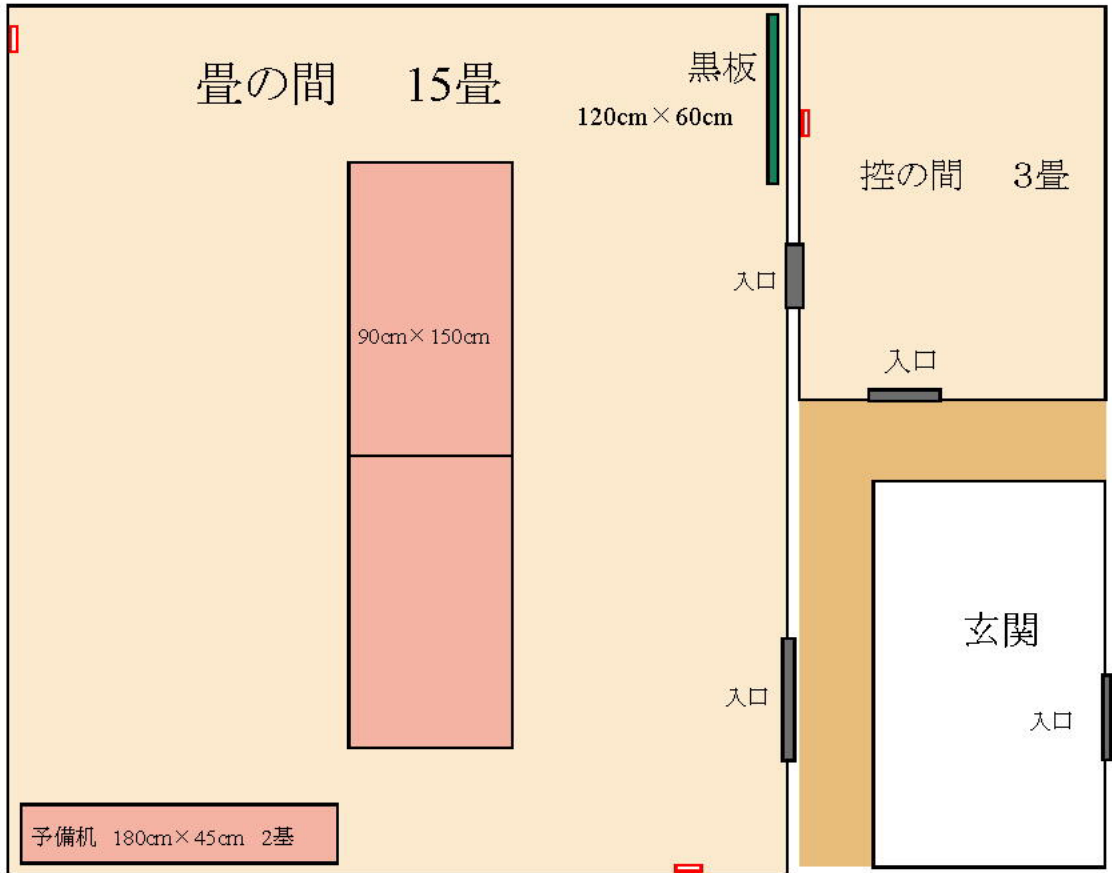 畳の間　15畳
黒板
120cm×60cm
控の間　3畳
入口
90cm×150cm
入口
玄関
入口
入口
予備机 180cm×45cm 2基